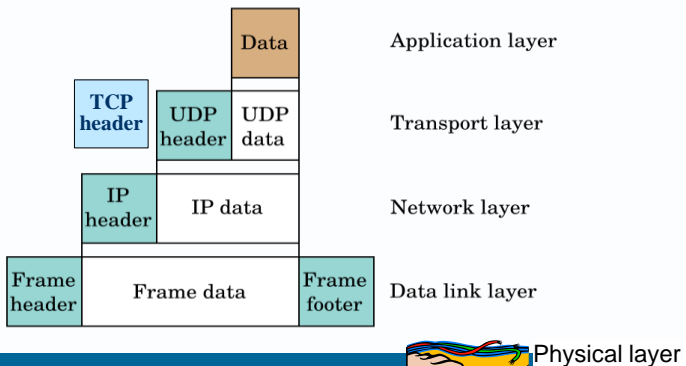 Data
Application layer
TCP
header
UDP
header
UDP
data
Transport layer
IP
header
IP data
Network layer
Frame
header
Frame data
Frame
footer
Data link layer
Physical layer